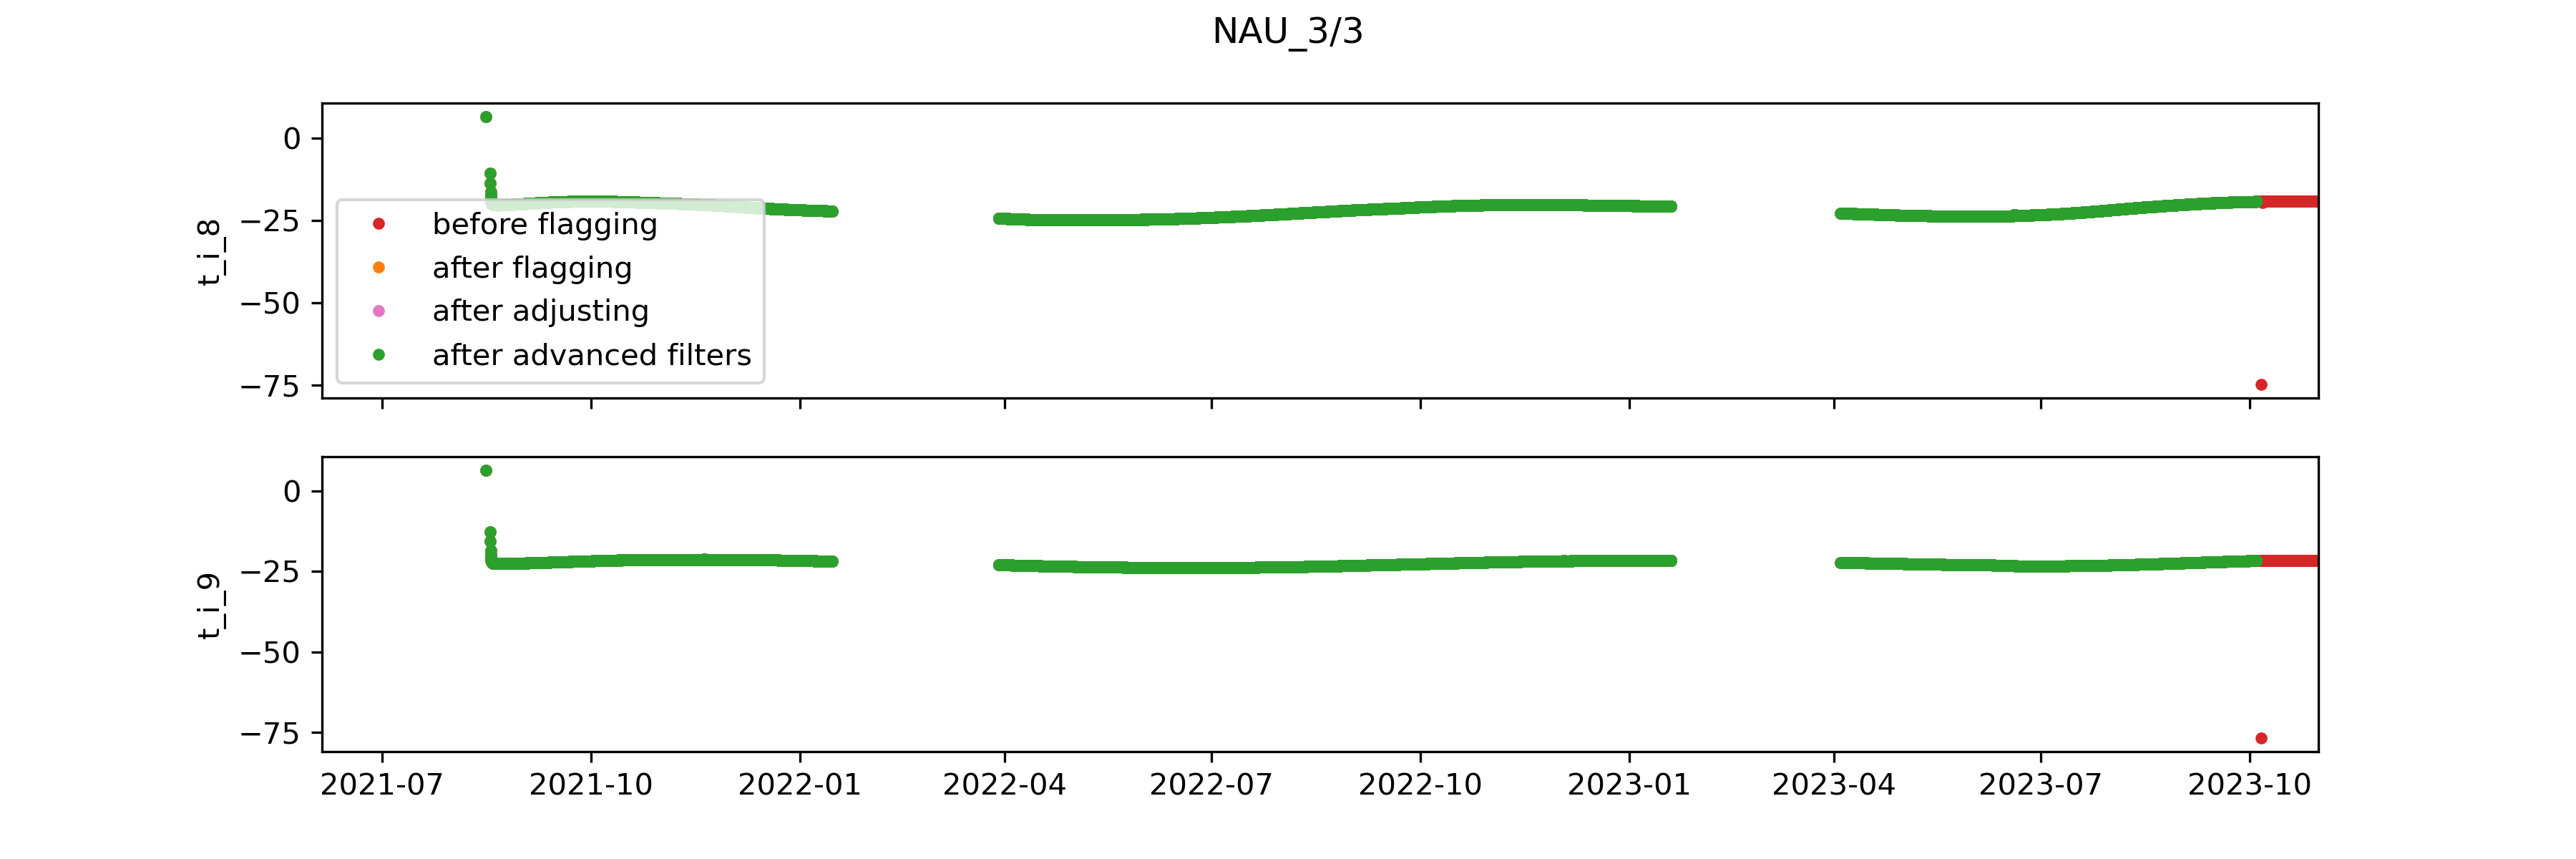 NAU_3/3
0
−25
−50
−75
t_i_8
before flagging
after flagging
after adjusting
after advanced filters
0
−25
−50
−75
t_i_9
2021-07 2021-10 2022-01 2022-04 2022-07 2022-10 2023-01 2023-04 2023-07 2023-10